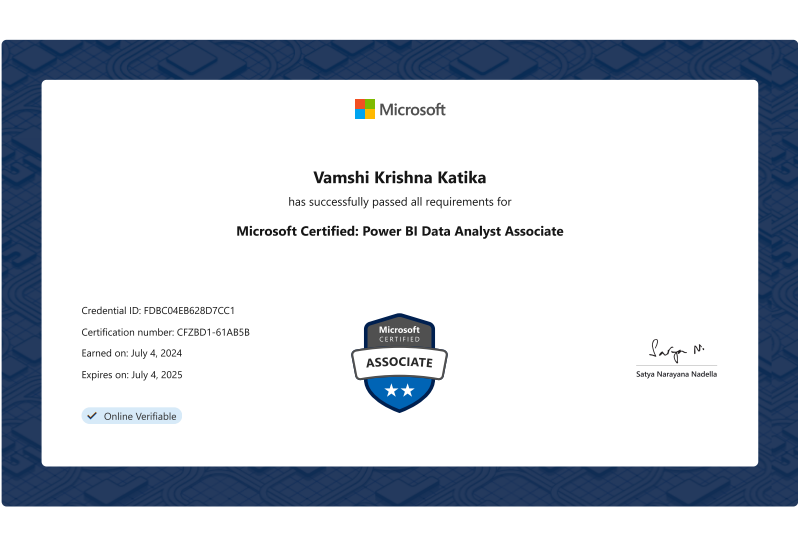 Microsoft
Vamshi Krishna Katika
has successfully passed all requirements for
Microsoft Certified: Power BI Data Analyst Associate
Credential ID: FDBC04EB628D7CC1
Certification number: CFZBD1-61AB5B
Earned on: July 4, 2024
Expires on: July 4, 2025
Online Verifiable
Microsoft
CERTIFIED
ASSOCIATE
Satya N.
Satya Narayana Nadella